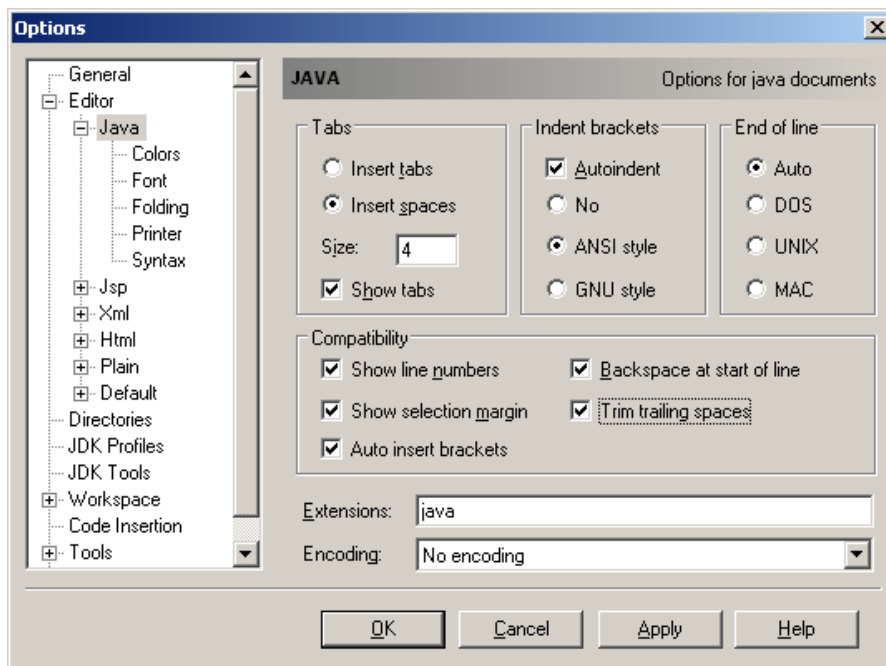 Options
General
Editor
Java
Colors
Font
Folding
Printer
Syntax
Jsp
Xml
Html
Plain
Default
Directories
JDK Profiles
JDK Tools
Workspace
Code Insertion
Tools
JAVA Options for java documents
Tabs
Insert tabs
Insert spaces
Size: 4
Show tabs
Indent brackets
Autoindent
No
ANSI style
GNU style
End of line
Auto
DOS
UNIX
MAC
Compatibility
Show line numbers
Show selection margin
Auto insert brackets
Backspace at start of line
Trim trailing spaces
Extensions: java
Encoding: No encoding
OK Cancel Apply Help